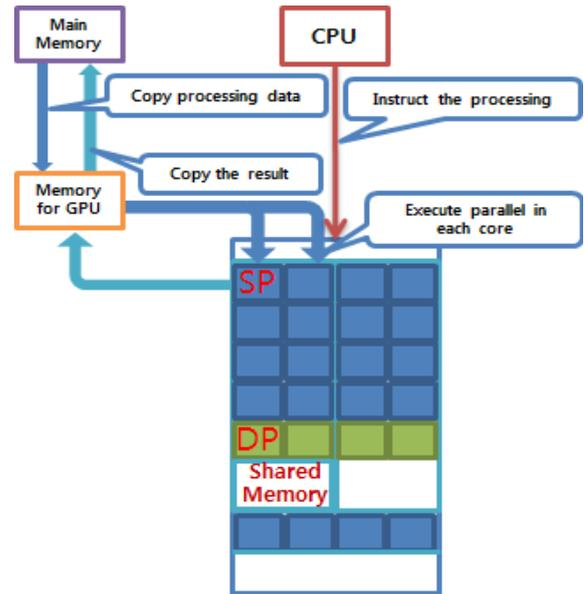 Main
Memory
CPU
Copy processing data
Instruct the processing
Copy the result
Memory
for GPU
Execute parallel in
each core
SP
DP
Shared
Memory